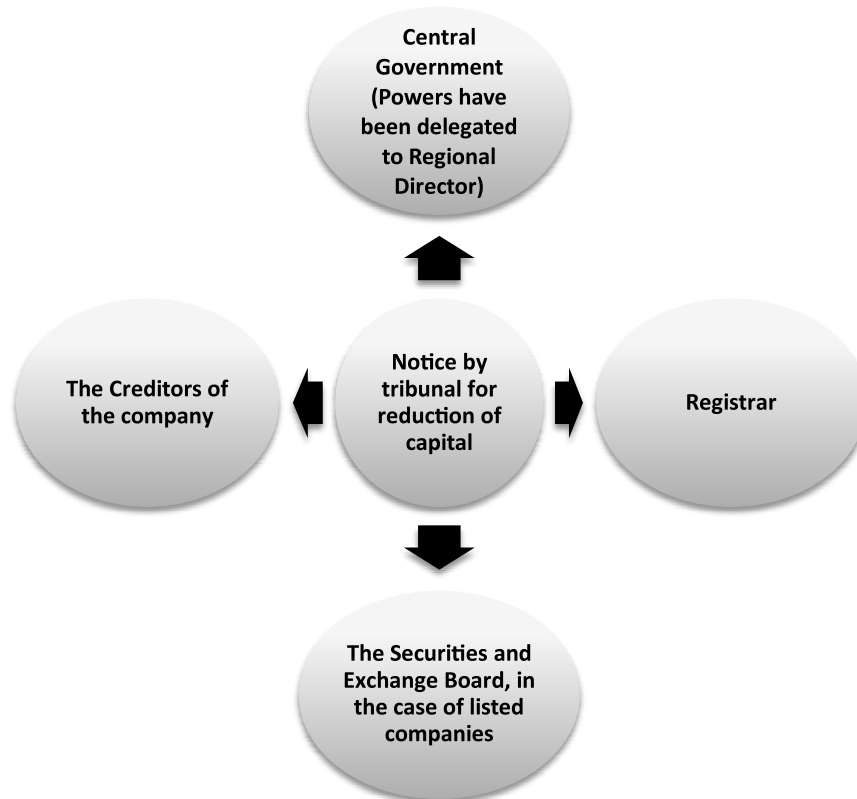 Central
Government
(Powers have
been delegated
to Regional
Director)
The Creditors of
the company
Notice by
tribunal for
reduction of
capital
Registrar
The Securities and
Exchange Board, in
the case of listed
companies